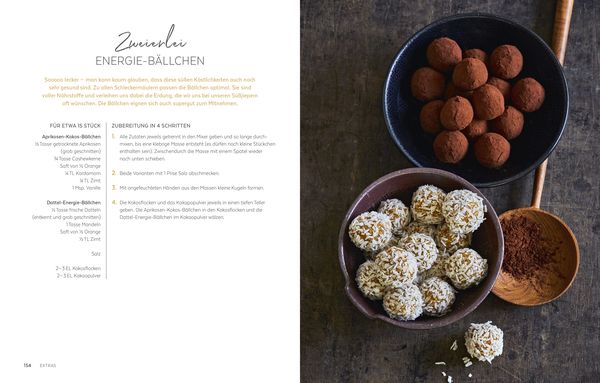 Zweierlei
ENERGIE-BÄLLCHEN
Sooooo lecker – man kann kaum glauben, dass diese süßen Köstlichkeiten auch noch
sehr gesund sind. Zu allen Schleckermäulern passen die Bällchen optimal. Sie sind
voller Nährstoffe und verleihen uns dabei die Erdung, die wir uns bei unseren Süßjiepern
oft wünschen. Die Bällchen eignen sich auch supergut zum Mitnehmen.
FÜR ETWA 15 STÜCK
Aprikosen-Kokos-Bällchen
½ Tasse getrocknete Aprikosen
(grob geschnitten)
¾ Tasse Cashewkerne
Saft von ½ Orange
¼ TL Kardamom
¼ TL Zimt
1 Msp. Vanille
Dattel-Energie-Bällchen
½ Tasse frische Datteln
(entkernt und grob geschnitten)
1 Tasse Mandeln
Saft von ½ Orange
½ TL Zimt
Salz
2–3 EL Kokosflocken
2–3 EL Kakaopulver
ZUBEREITUNG IN 4 SCHRITTEN
1. Alle Zutaten jeweils getrennt in den Mixer geben und so lange durch-
mixen, bis eine klebrige Masse entsteht (es dürfen noch kleine Stückchen
enthalten sein). Zwischendurch die Masse mit einem Spatel wieder
nach unten schieben.
2. Beide Varianten mit 1 Prise Salz abschmecken.
3. Mit angefeuchteten Händen aus den Massen kleine Kugeln formen.
4. Die Kokosflocken und das Kakaopulver jeweils in einen tiefen Teller
geben. Die Aprikosen-Kokos-Bällchen in den Kokosflocken und die
Dattel-Energie-Bällchen im Kakaopulver wälzen.
154 EXTRAS